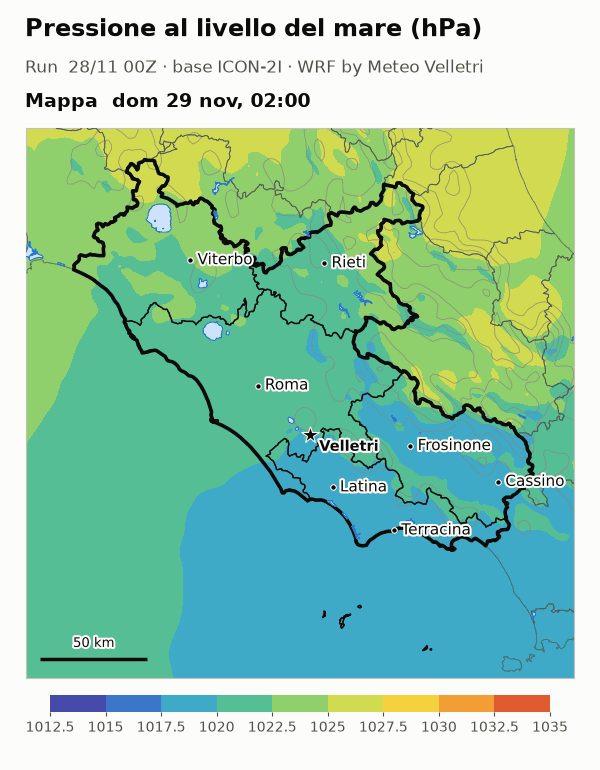 Pressione al livello del mare (hPa)
Run 28/11 00Z · base ICON-2I · WRF by Meteo Velletri
Mappa dom 29 nov, 02:00
Viterbo
Rieti
Roma
Velletri
Frosinone
Latina
Cassino
Terracina
50 km
1012.5 1015 1017.5 1020 1022.5 1025 1027.5 1030 1032.5 1035